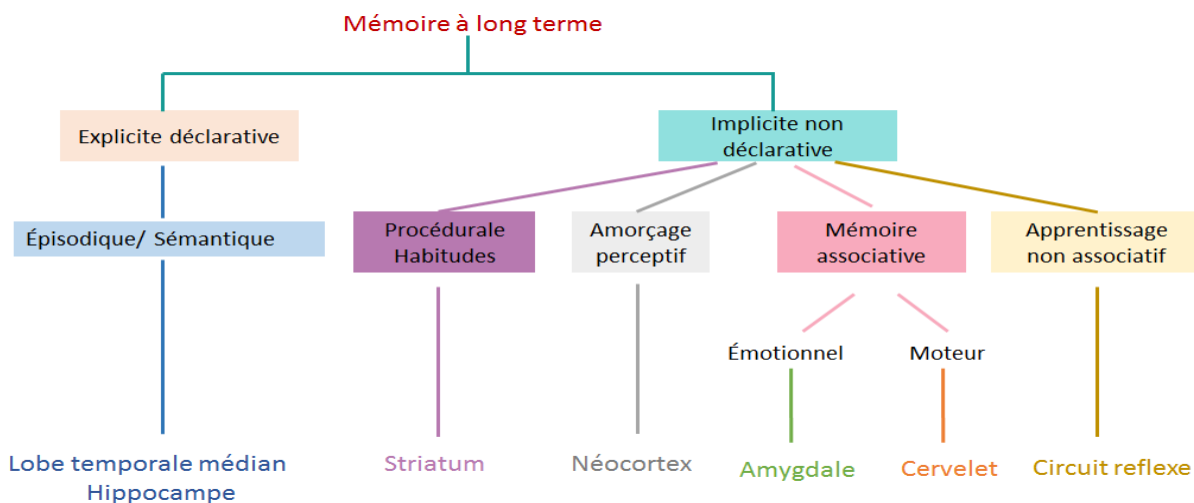 Mémoire à long terme
Explicite déclarative
Implicite non
déclarative
Épisodique/ Sémantique
Procédurale
Habitudes
Amorçage
perceptif
Mémoire
associative
Apprentissage
non associatif
Émotionnel
Moteur
Lobe temporale médian
Hippocampe
Striatum
Néocortex
Amygdale
Cervelet
Circuit reflexe